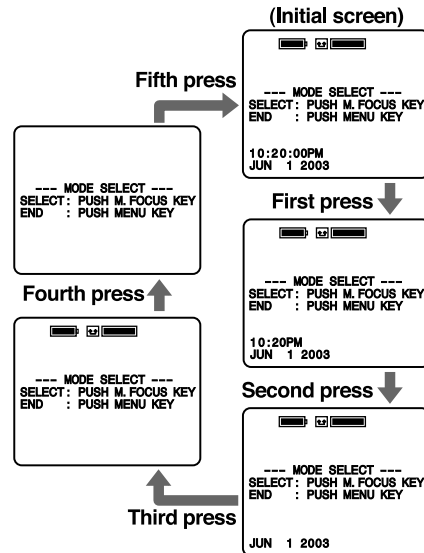 (Initial screen)
--- MODE SELECT ---
SELECT: PUSH M. FOCUS KEY
END : PUSH MENU KEY
10:20:00PM
JUN 1 2003
First press
--- MODE SELECT ---
SELECT: PUSH M. FOCUS KEY
END : PUSH MENU KEY
10:20PM
JUN 1 2003
Second press
--- MODE SELECT ---
SELECT: PUSH M. FOCUS KEY
END : PUSH MENU KEY
JUN 1 2003
Third press
--- MODE SELECT ---
SELECT: PUSH M. FOCUS KEY
END : PUSH MENU KEY
Fourth press
--- MODE SELECT ---
SELECT: PUSH M. FOCUS KEY
END : PUSH MENU KEY
Fifth press